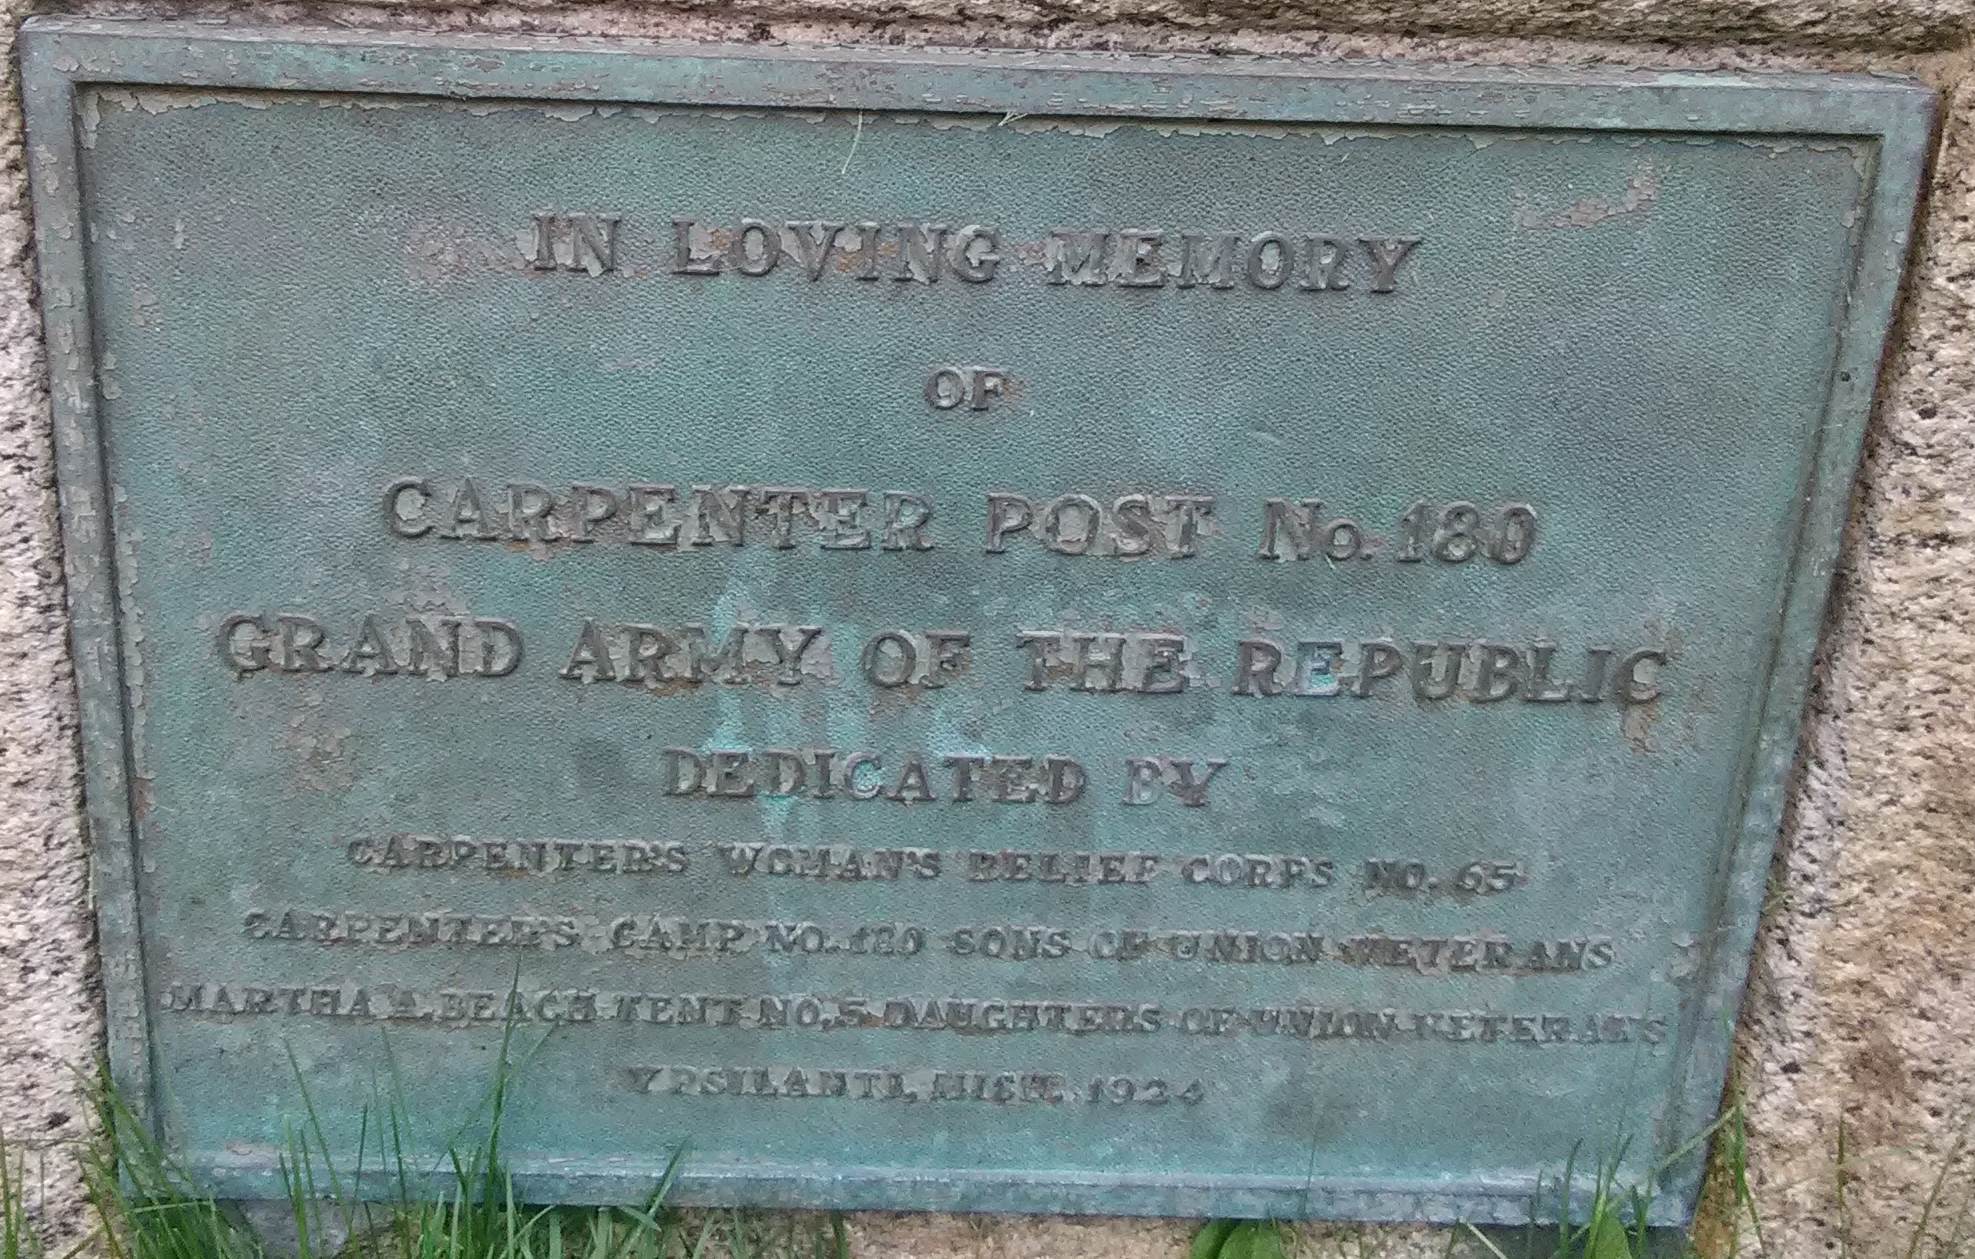 IN LOVING MEMORY
OF
CARPENTER POST No. 180
GRAND ARMY OF THE REPUBLIC
DEDICATED BY
CARPENTER'S WOMAN'S RELIEF CORPS NO. 65
CARPENTER'S CAMP NO. 180 SONS OF UNION VETERANS
MARTHA A. BEACH TENT NO. 5 DAUGHTERS OF UNION VETERANS
YPSILANTI, MICH. 1924